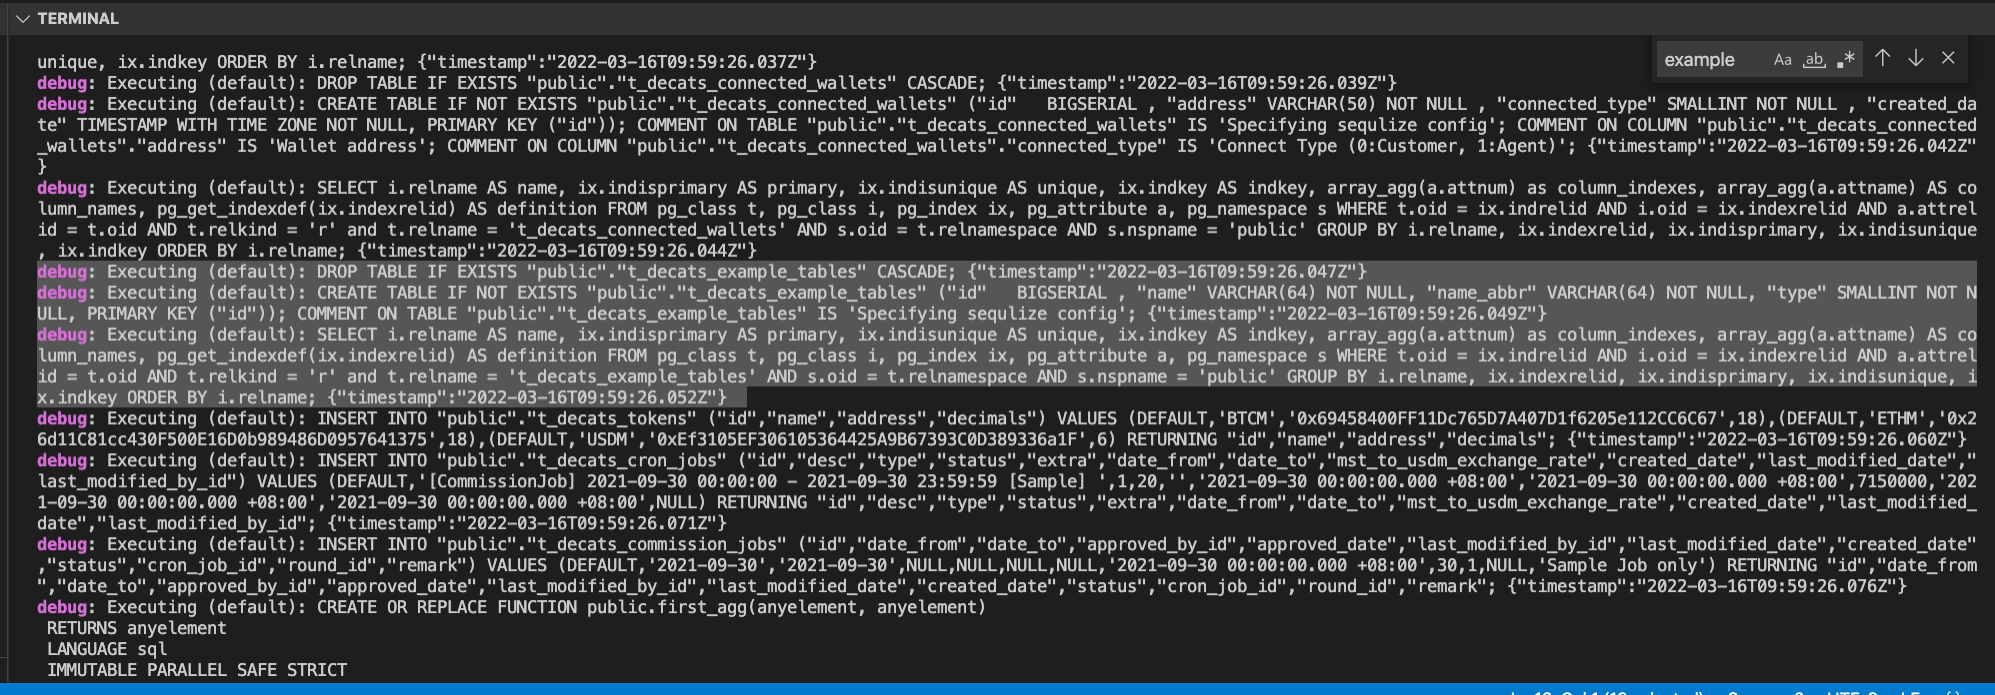 TERMINAL
example Aa ab .*
unique, ix.indkey ORDER BY i.relname; {"timestamp":"2022-03-16T09:59:26.037Z"}
debug: Executing (default): DROP TABLE IF EXISTS "public"."t_decats_connected_wallets" CASCADE; {"timestamp":"2022-03-16T09:59:26.039Z"}
debug: Executing (default): CREATE TABLE IF NOT EXISTS "public"."t_decats_connected_wallets" ("id"   BIGSERIAL , "address" VARCHAR(50) NOT NULL , "connected_type" SMALLINT NOT NULL , "created_da
te" TIMESTAMP WITH TIME ZONE NOT NULL, PRIMARY KEY ("id")); COMMENT ON TABLE "public"."t_decats_connected_wallets" IS 'Specifying sequlize config'; COMMENT ON COLUMN "public"."t_decats_connected
_wallets"."address" IS 'Wallet address'; COMMENT ON COLUMN "public"."t_decats_connected_wallets"."connected_type" IS 'Connect Type (0:Customer, 1:Agent)'; {"timestamp":"2022-03-16T09:59:26.042Z"
}
debug: Executing (default): SELECT i.relname AS name, ix.indisprimary AS primary, ix.indisunique AS unique, ix.indkey AS indkey, array_agg(a.attnum) as column_indexes, array_agg(a.attname) AS co
lumn_names, pg_get_indexdef(ix.indexrelid) AS definition FROM pg_class t, pg_class i, pg_index ix, pg_attribute a, pg_namespace s WHERE t.oid = ix.indrelid AND i.oid = ix.indexrelid AND a.attrel
id = t.oid AND t.relkind = 'r' and t.relname = 't_decats_connected_wallets' AND s.oid = t.relnamespace AND s.nspname = 'public' GROUP BY i.relname, ix.indexrelid, ix.indisprimary, ix.indisunique
, ix.indkey ORDER BY i.relname; {"timestamp":"2022-03-16T09:59:26.044Z"}
debug: Executing (default): DROP TABLE IF EXISTS "public"."t_decats_example_tables" CASCADE; {"timestamp":"2022-03-16T09:59:26.047Z"}
debug: Executing (default): CREATE TABLE IF NOT EXISTS "public"."t_decats_example_tables" ("id"   BIGSERIAL , "name" VARCHAR(64) NOT NULL, "name_abbr" VARCHAR(64) NOT NULL, "type" SMALLINT NOT N
ULL, PRIMARY KEY ("id")); COMMENT ON TABLE "public"."t_decats_example_tables" IS 'Specifying sequlize config'; {"timestamp":"2022-03-16T09:59:26.049Z"}
debug: Executing (default): SELECT i.relname AS name, ix.indisprimary AS primary, ix.indisunique AS unique, ix.indkey AS indkey, array_agg(a.attnum) as column_indexes, array_agg(a.attname) AS co
lumn_names, pg_get_indexdef(ix.indexrelid) AS definition FROM pg_class t, pg_class i, pg_index ix, pg_attribute a, pg_namespace s WHERE t.oid = ix.indrelid AND i.oid = ix.indexrelid AND a.attrel
id = t.oid AND t.relkind = 'r' and t.relname = 't_decats_example_tables' AND s.oid = t.relnamespace AND s.nspname = 'public' GROUP BY i.relname, ix.indexrelid, ix.indisprimary, ix.indisunique, i
x.indkey ORDER BY i.relname; {"timestamp":"2022-03-16T09:59:26.052Z"}
debug: Executing (default): INSERT INTO "public"."t_decats_tokens" ("id","name","address","decimals") VALUES (DEFAULT,'BTCM','0x69458400FF11Dc765D7A407D1f6205e112CC6C67',18),(DEFAULT,'ETHM','0x2
6d11C81cc430F500E16D0b989486D0957641375',18),(DEFAULT,'USDM','0xEf3105EF306105364425A9B67393C0D389336a1F',6) RETURNING "id","name","address","decimals"; {"timestamp":"2022-03-16T09:59:26.060Z"}
debug: Executing (default): INSERT INTO "public"."t_decats_cron_jobs" ("id","desc","type","status","extra","date_from","date_to","mst_to_usdm_exchange_rate","created_date","last_modified_date","
last_modified_by_id") VALUES (DEFAULT,'[CommissionJob] 2021-09-30 00:00:00 - 2021-09-30 23:59:59 [Sample] ',1,20,'','2021-09-30 00:00:00.000 +08:00','2021-09-30 00:00:00.000 +08:00',7150000,'202
1-09-30 00:00:00.000 +08:00','2021-09-30 00:00:00.000 +08:00',NULL) RETURNING "id","desc","type","status","extra","date_from","date_to","mst_to_usdm_exchange_rate","created_date","last_modified_
date","last_modified_by_id"; {"timestamp":"2022-03-16T09:59:26.071Z"}
debug: Executing (default): INSERT INTO "public"."t_decats_commission_jobs" ("id","date_from","date_to","approved_by_id","approved_date","last_modified_by_id","last_modified_date","created_date"
,"status","cron_job_id","round_id","remark") VALUES (DEFAULT,'2021-09-30','2021-09-30',NULL,NULL,NULL,NULL,'2021-09-30 00:00:00.000 +08:00',30,1,NULL,'Sample Job only') RETURNING "id","date_from
","date_to","approved_by_id","approved_date","last_modified_by_id","last_modified_date","created_date","status","cron_job_id","round_id","remark"; {"timestamp":"2022-03-16T09:59:26.076Z"}
debug: Executing (default): CREATE OR REPLACE FUNCTION public.first_agg(anyelement, anyelement)
RETURNS anyelement
LANGUAGE sql
IMMUTABLE PARALLEL SAFE STRICT